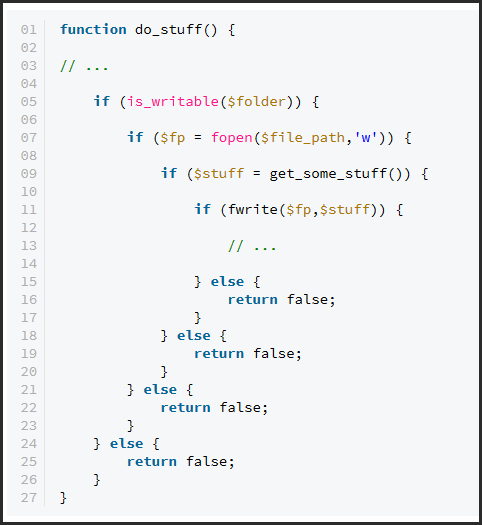 01 function do_stuff() {
02
03 // ...
04
05     if (is_writable($folder)) {
06
07         if ($fp = fopen($file_path,'w')) {
08
09             if ($stuff = get_some_stuff()) {
10
11                 if (fwrite($fp,$stuff)) {
12
13                     // ...
14
15                 } else {
16                     return false;
17                 }
18             } else {
19                 return false;
20             }
21         } else {
22             return false;
23         }
24     } else {
25         return false;
26     }
27 }